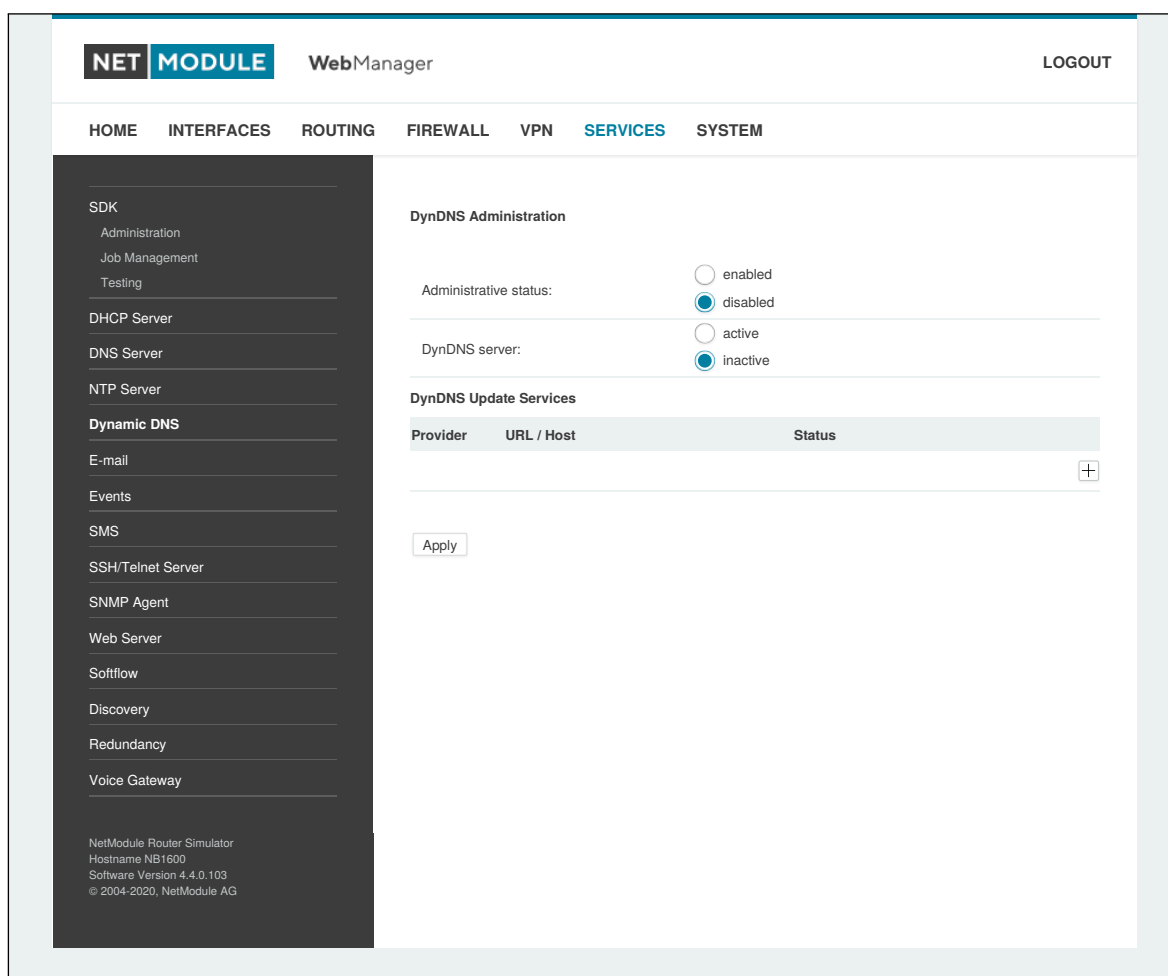 NET MODULE WebManager LOGOUT
HOME INTERFACES ROUTING FIREWALL VPN SERVICES SYSTEM
SDK
Administration
Job Management
Testing
DHCP Server
DNS Server
NTP Server
Dynamic DNS
E-mail
Events
SMS
SSH/Telnet Server
SNMP Agent
Web Server
Softflow
Discovery
Redundancy
Voice Gateway
NetModule Router Simulator
Hostname NB1600
Software Version 4.4.0.103
© 2004-2020, NetModule AG
DynDNS Administration
Administrative status:
enabled
disabled
DynDNS server:
active
inactive
DynDNS Update Services
Provider URL / Host Status
Apply